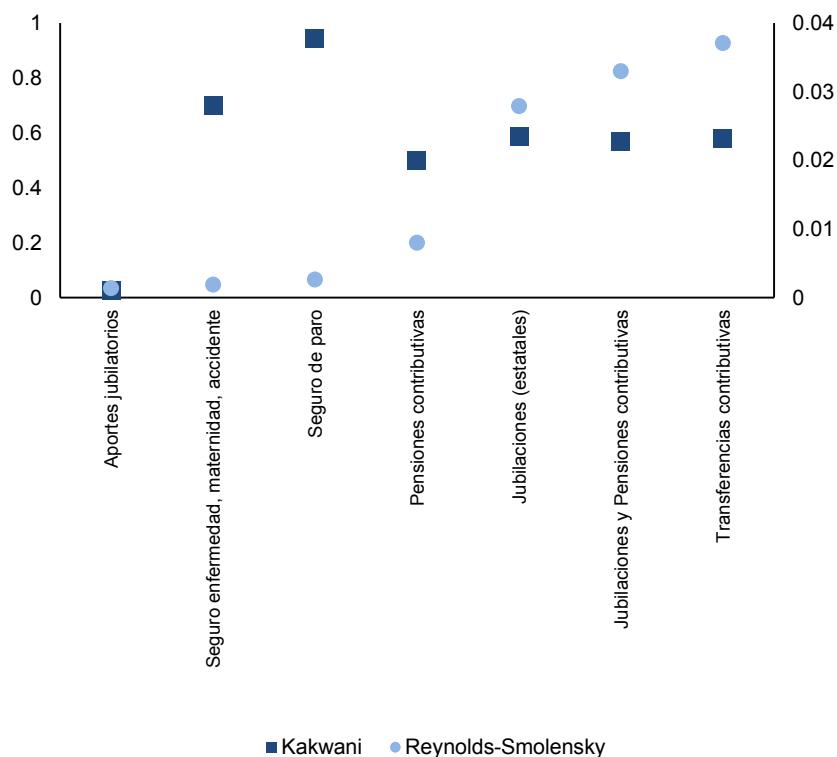 1
0.8
0.6
0.4
0.2
0
0.04
0.03
0.02
0.01
0
Aportes jubilatorios
Seguro enfermedad, maternidad, accidente
Seguro de paro
Pensiones contributivas
Jubilaciones (estatales)
Jubilaciones y Pensiones contributivas
Transferencias contributivas
Kakwani
Reynolds-Smolensky